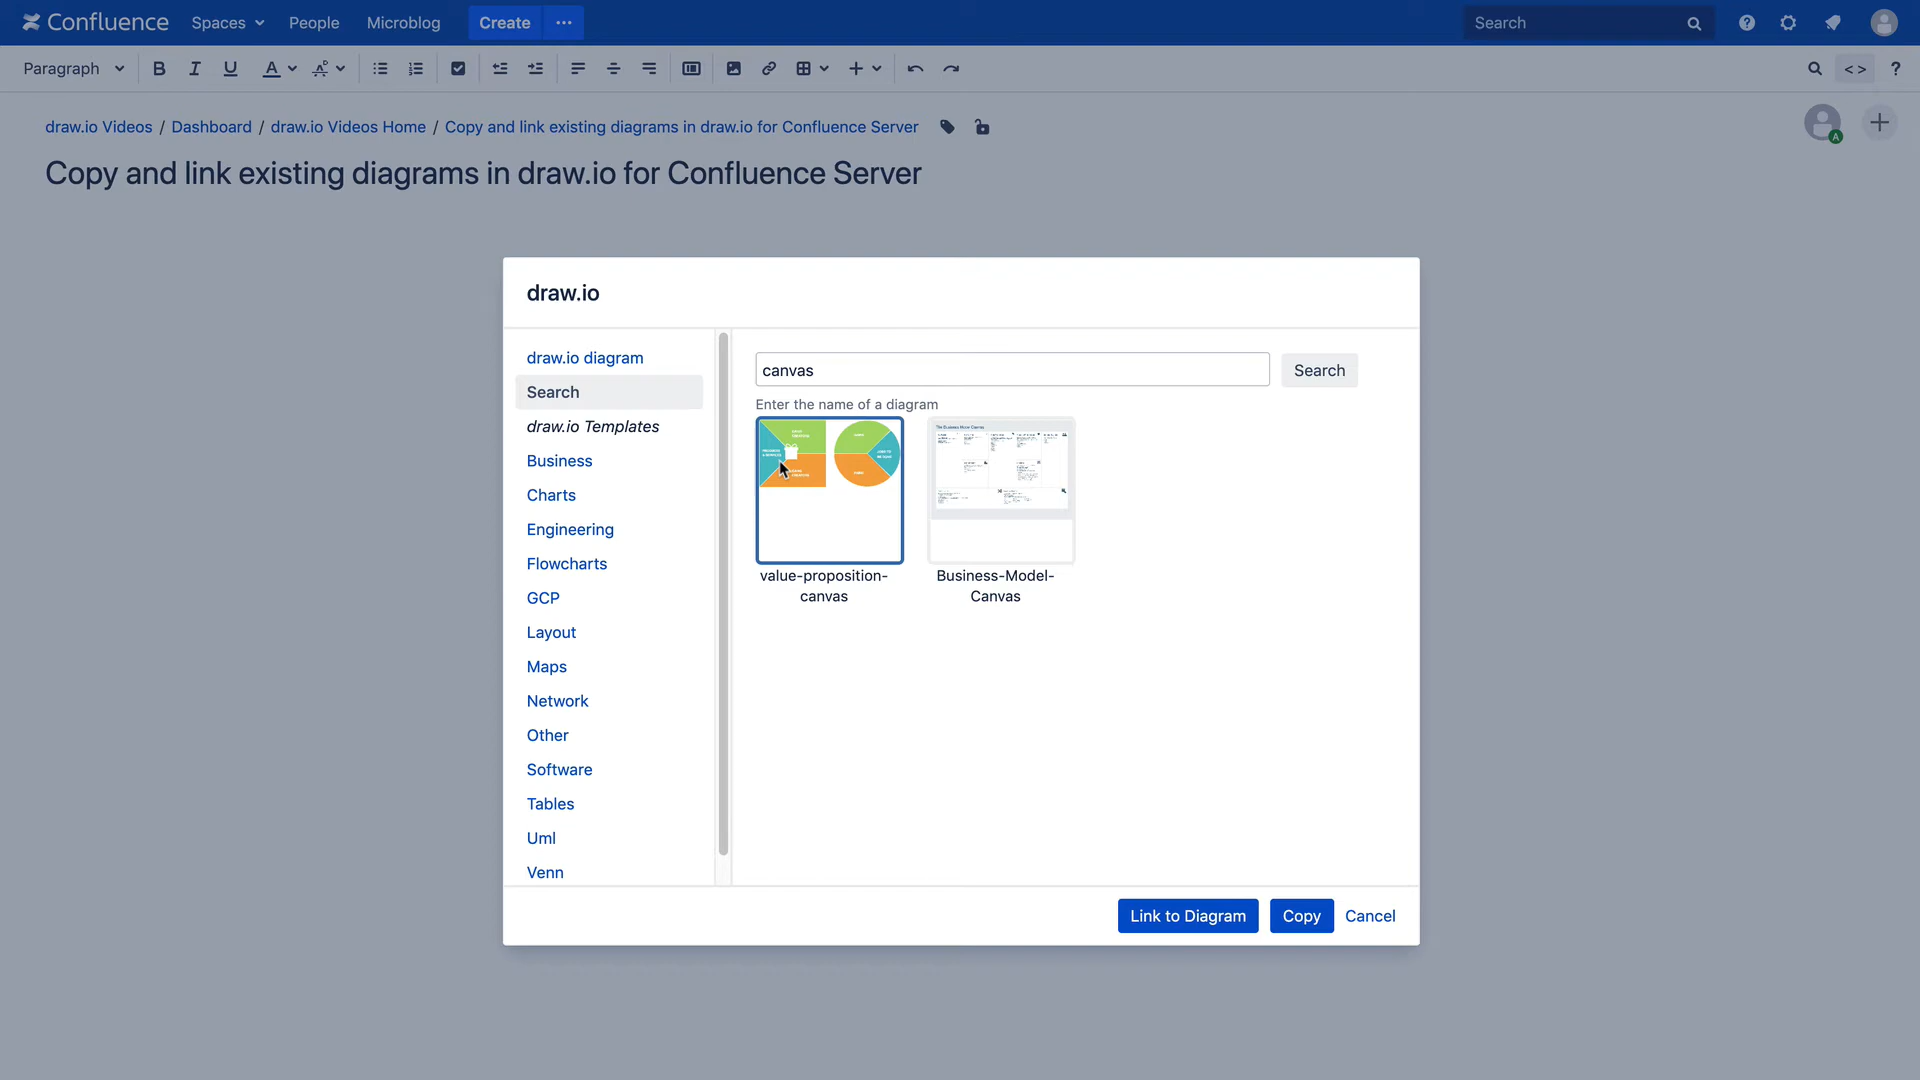 Confluence
Spaces
People
Microblog
Create
Search
Paragraph
draw.io Videos / Dashboard / draw.io Videos Home / Copy and link existing diagrams in draw.io for Confluence Server
A
Copy and link existing diagrams in draw.io for Confluence Server
draw.io
draw.io diagram
Search
draw.io Templates
Business
Charts
Engineering
Flowcharts
GCP
Layout
Maps
Network
Other
Software
Tables
Uml
Venn
canvas
Search
Enter the name of a diagram
The Business Model Canvas
value-proposition-
canvas
Business-Model-
Canvas
Link to Diagram
Copy
Cancel